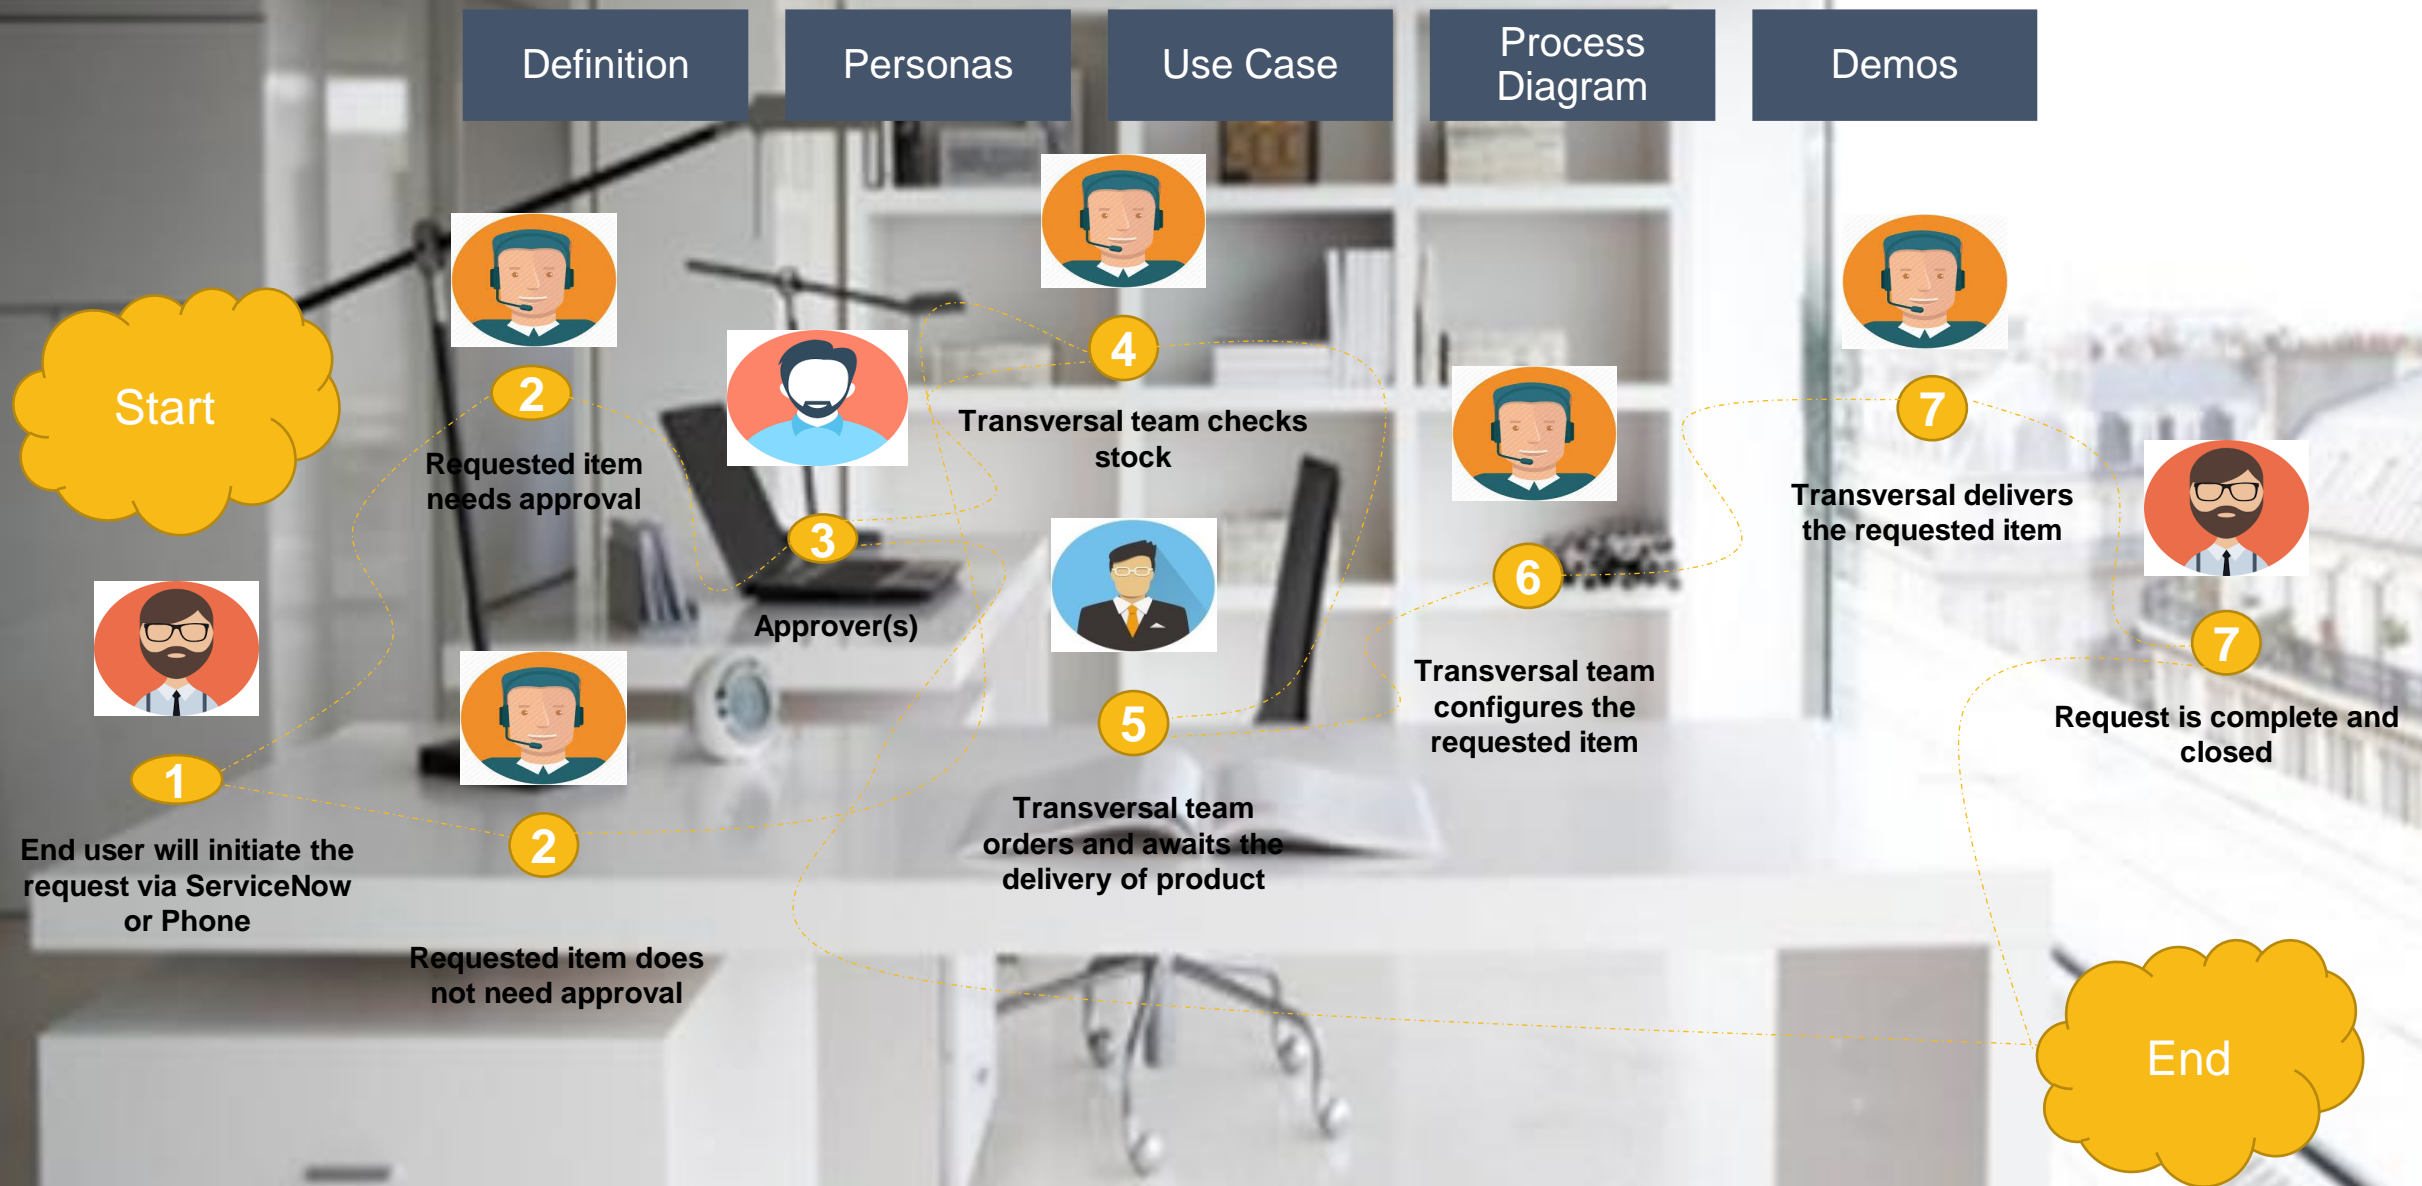 Definition
Personas
Use Case
Process
Diagram
Demos
Start
1
End user will initiate the
request via ServiceNow
or Phone
2
Requested item
needs approval
2
Requested item does
not need approval
3
Approver(s)
4
Transversal team checks
stock
5
Transversal team
orders and awaits the
delivery of product
6
Transversal team
configures the
requested item
7
Transversal delivers
the requested item
7
Request is complete and
closed
End